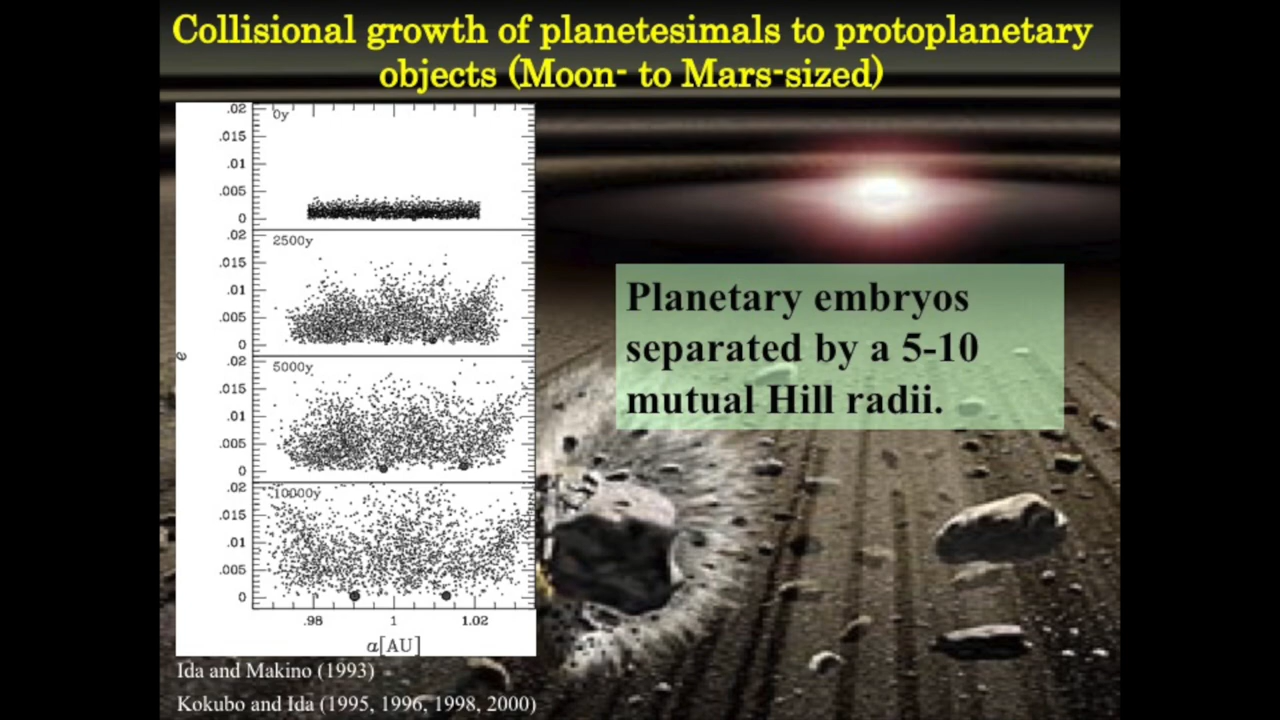 Collisional growth of planetesimals to protoplanetary
objects (Moon- to Mars-sized)
.02
0y
.015
.01
.005
0
.02
2500y
.015
.01
.005
0
.02
5000y
.015
.01
.005
0
.02
10000y
.015
.01
.005
0
e
.98 1 1.02
a[AU]
Planetary embryos
separated by a 5-10
mutual Hill radii.
Ida and Makino (1993)
Kokubo and Ida (1995, 1996, 1998, 2000)